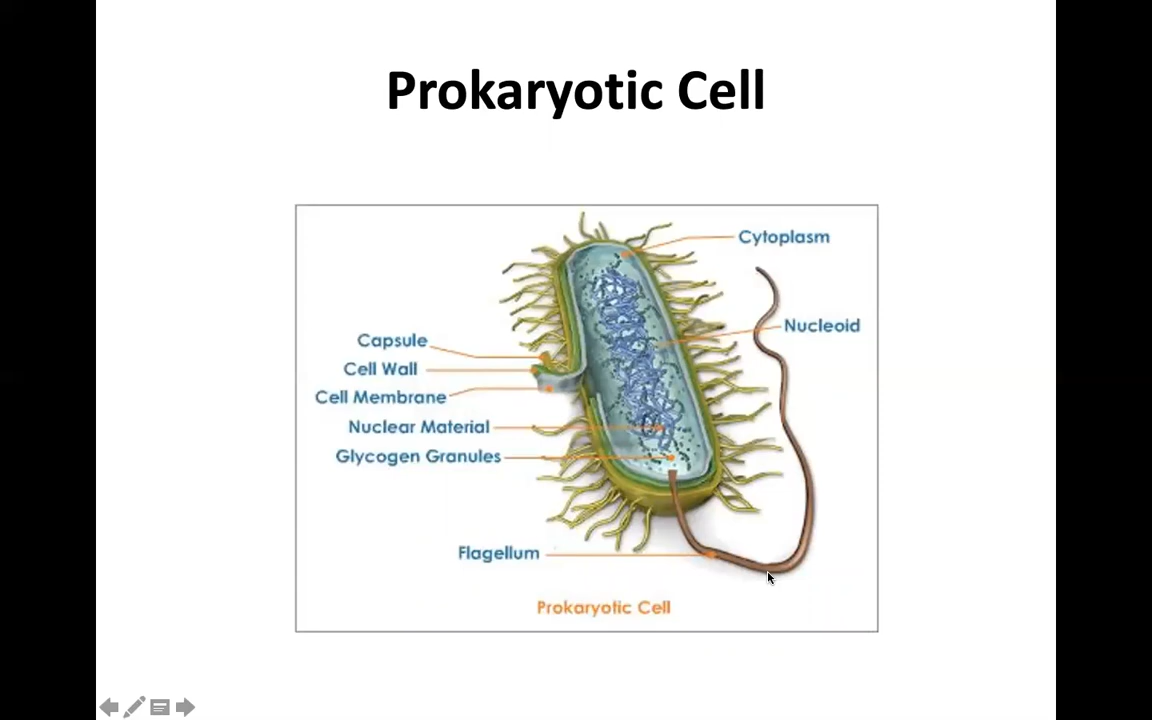 Prokaryotic Cell
Cytoplasm
Nucleoid
Capsule
Cell Wall
Cell Membrane
Nuclear Material
Glycogen Granules
Flagellum
Prokaryotic Cell